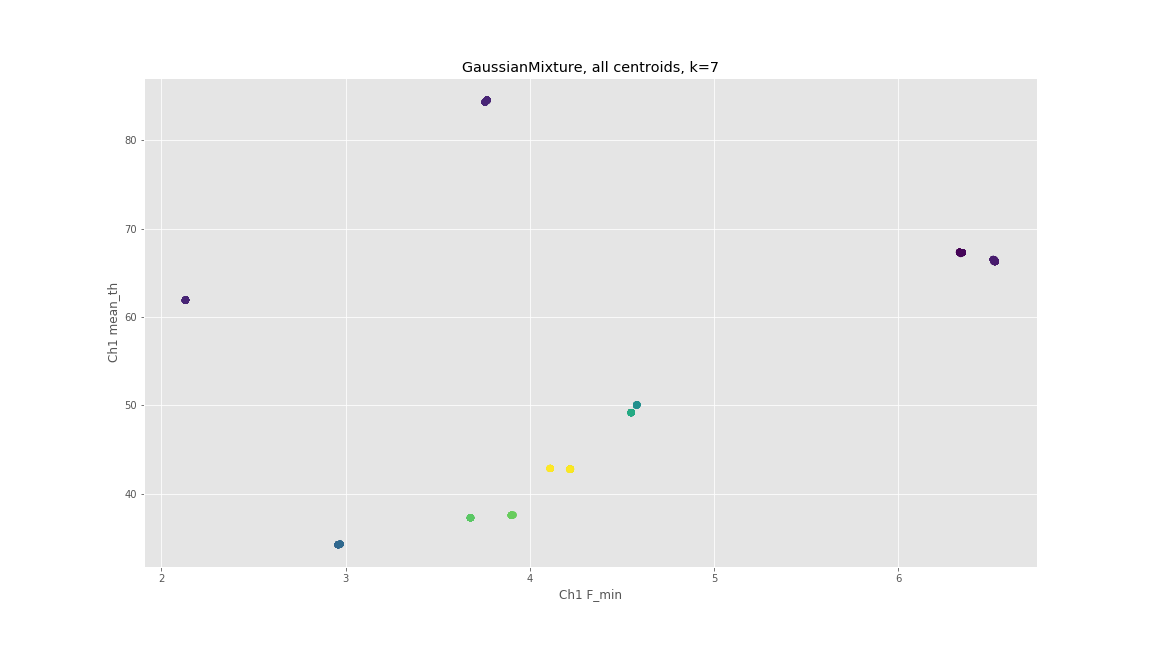 GaussianMixture, all centroids, k=7
80
70
60
50
40
Ch1 mean_th
2 3 4 5 6
Ch1 F_min